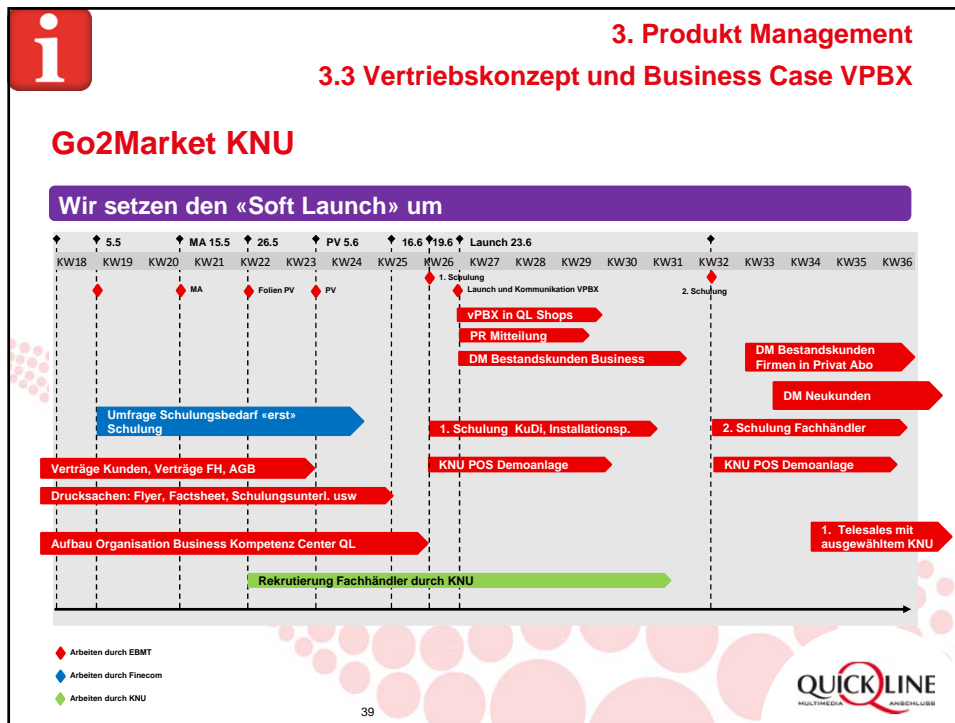 i
3. Produkt Management
3.3 Vertriebskonzept und Business Case VPBX
Go2Market KNU
Wir setzen den «Soft Launch» um
5.5 MA 15.5 26.5 PV 5.6 16.6 19.6 Launch 23.6
KW18 KW19 KW20 KW21 KW22 KW23 KW24 KW25 KW26 KW27 KW28 KW29 KW30 KW31 KW32 KW33 KW34 KW35 KW36
1. Schulung
MA Folien PV PV Launch und Kommunikation VPBX 2. Schulung
vPBX in QL Shops
PR Mitteilung
DM Bestandskunden Business
DM Bestandskunden
Firmen in Privat Abo
DM Neukunden
Umfrage Schulungsbedarf «erst»
Schulung
1. Schulung KuDi, Installationsp.
2. Schulung Fachhändler
Verträge Kunden, Verträge FH, AGB
KNU POS Demoanlage
KNU POS Demoanlage
Drucksachen: Flyer, Factsheet, Schulungsunterl. usw
Aufbau Organisation Business Kompetenz Center QL
1. Telesales mit
ausgewähltem KNU
Rekrutierung Fachhändler durch KNU
Arbeiten durch EBMT
Arbeiten durch Finecom
Arbeiten durch KNU
39
QUICKLINE
MULTIMEDIA ANSCHLUSS